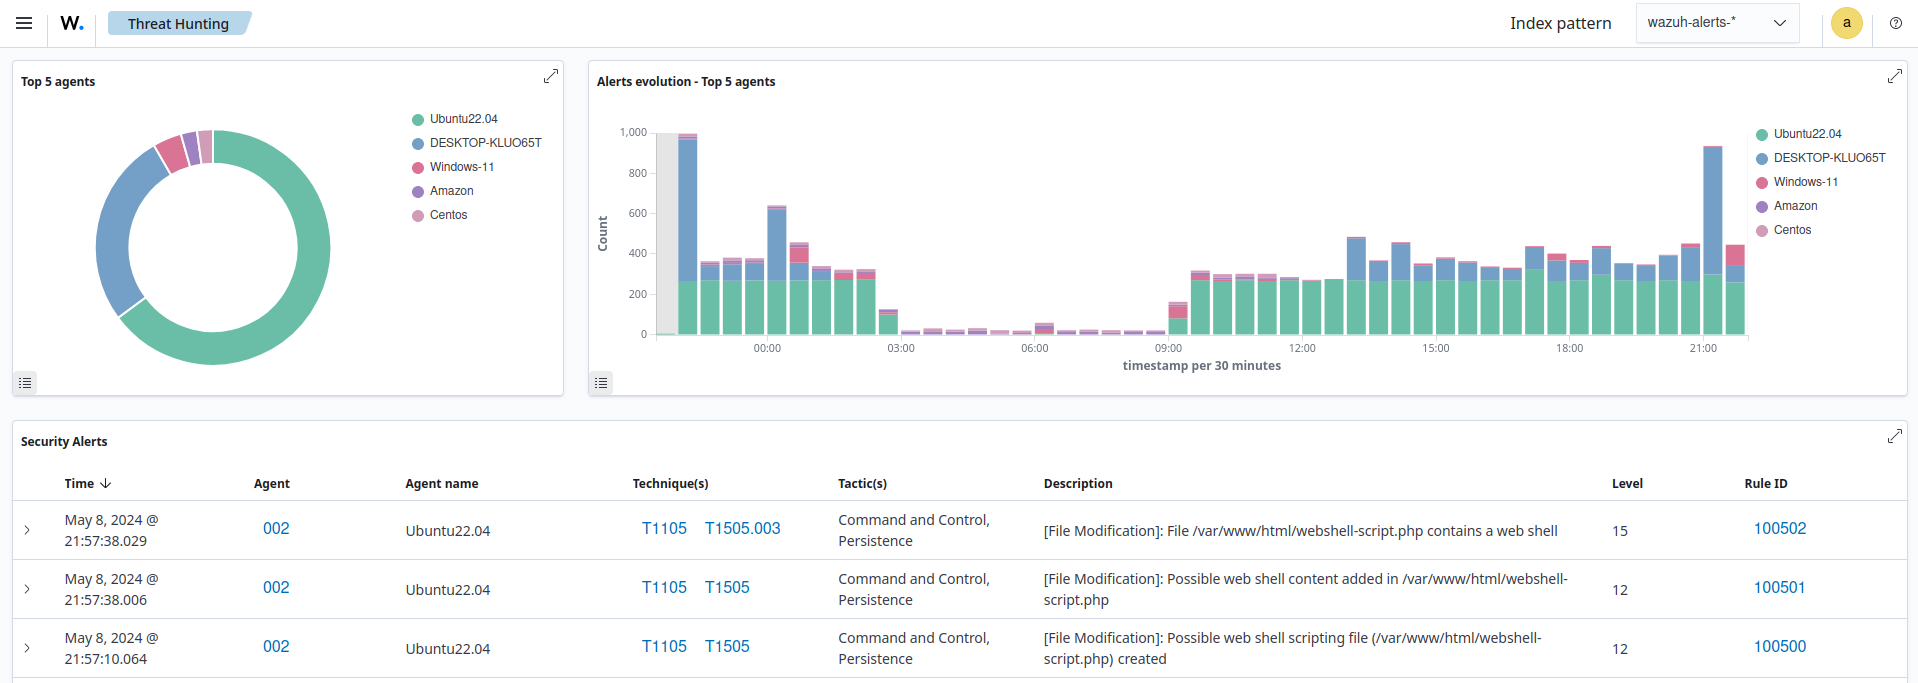 W. Threat Hunting Index pattern wazuh-alerts-* a
Top 5 agents
Ubuntu22.04
DESKTOP-KLUO65T
Windows-11
Amazon
Centos
Alerts evolution - Top 5 agents
Count
1,000
800
600
400
200
0
00:00 03:00 06:00 09:00 12:00 15:00 18:00 21:00
timestamp per 30 minutes
Ubuntu22.04
DESKTOP-KLUO65T
Windows-11
Amazon
Centos
Security Alerts
Time Agent Agent name Technique(s) Tactic(s) Description Level Rule ID
May 8, 2024 @
21:57:38.029
002
Ubuntu22.04
T1105 T1505.003
Command and Control,
Persistence
[File Modification]: File /var/www/html/webshell-script.php contains a web shell
15
100502
May 8, 2024 @
21:57:38.006
002
Ubuntu22.04
T1105 T1505
Command and Control,
Persistence
[File Modification]: Possible web shell content added in /var/www/html/webshell-
script.php
12
100501
May 8, 2024 @
21:57:10.064
002
Ubuntu22.04
T1105 T1505
Command and Control,
Persistence
[File Modification]: Possible web shell scripting file (/var/www/html/webshell-
script.php) created
12
100500